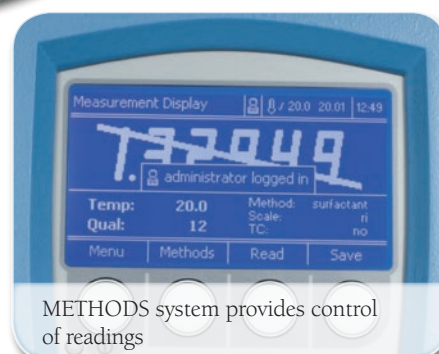 Measurement Display 20.0 20.01 12:49
administrator logged in
Temp: 20.0
Qual: 12
Method: surfactant
Scale: ri
TC: no
Menu Methods Read Save
METHODS system provides control
of readings